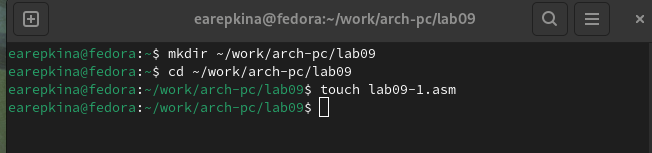 earepkina@fedora:~/work/arch-pc/lab09
earepkina@fedora:~$ mkdir ~/work/arch-pc/lab09
earepkina@fedora:~$ cd ~/work/arch-pc/lab09
earepkina@fedora:~/work/arch-pc/lab09$ touch lab09-1.asm
earepkina@fedora:~/work/arch-pc/lab09$